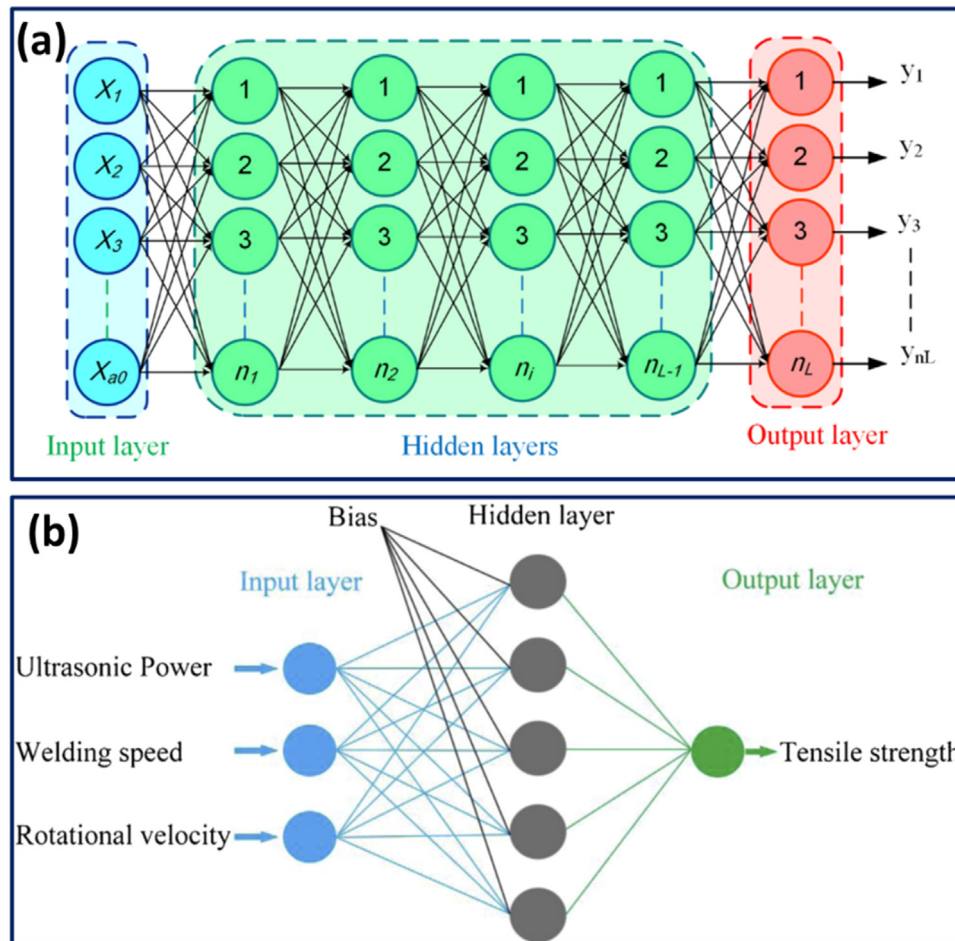 (a)
X1 1 1 1 1 1 y1
X2 2 2 2 2 2 y2
X3 3 3 3 3 3 y3
Xa0 n1 n2 ni nL-1 nL ynL
Input layer Hidden layers Output layer
(b)
Bias Hidden layer
Input layer Output layer
Ultrasonic Power
Welding speed Tensile strength
Rotational velocity